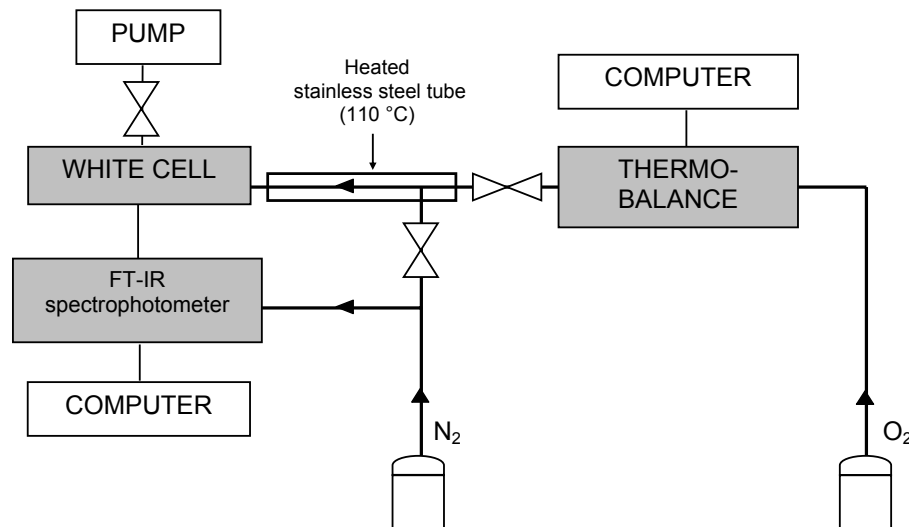 PUMP
Heated
stainless steel tube
(110 °C)
COMPUTER
WHITE CELL
THERMO-
BALANCE
FT-IR
spectrophotometer
COMPUTER
N₂
O₂